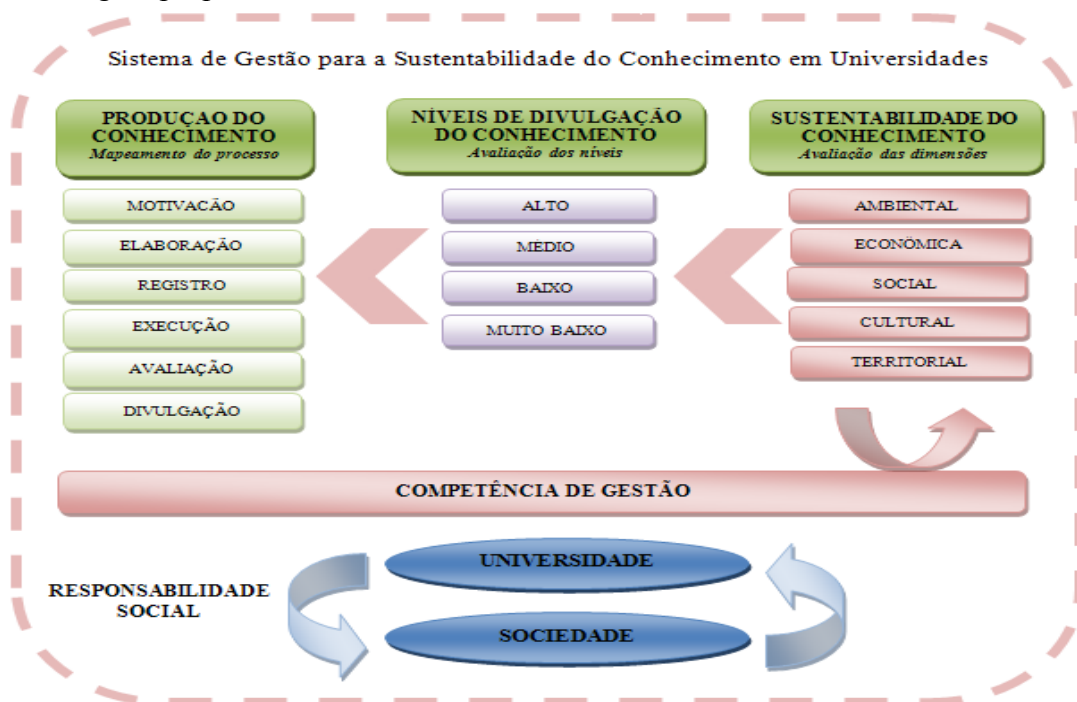 Sistema de Gestão para a Sustentabilidade do Conhecimento em Universidades
PRODUÇAO DO
CONHECIMENTO
Mapeamento do processo
MOTIVACÃO
ELABORAÇÃO
REGISTRO
EXECUÇÃO
AVALIAÇÃO
DIVULGAÇÃO
NÍVEIS DE DIVULGAÇÃO
DO CONHECIMENTO
Avaliação dos níveis
ALTO
MÉDIO
BAIXO
MUITO BAIXO
SUSTENTABILIDADE DO
CONHECIMENTO
Avaliação das dimensões
AMBIENTAL
ECONÔMICA
SOCIAL
CULTURAL
TERRITORIAL
COMPETÊNCIA DE GESTÃO
RESPONSABILIDADE
SOCIAL
UNIVERSIDADE
SOCIEDADE